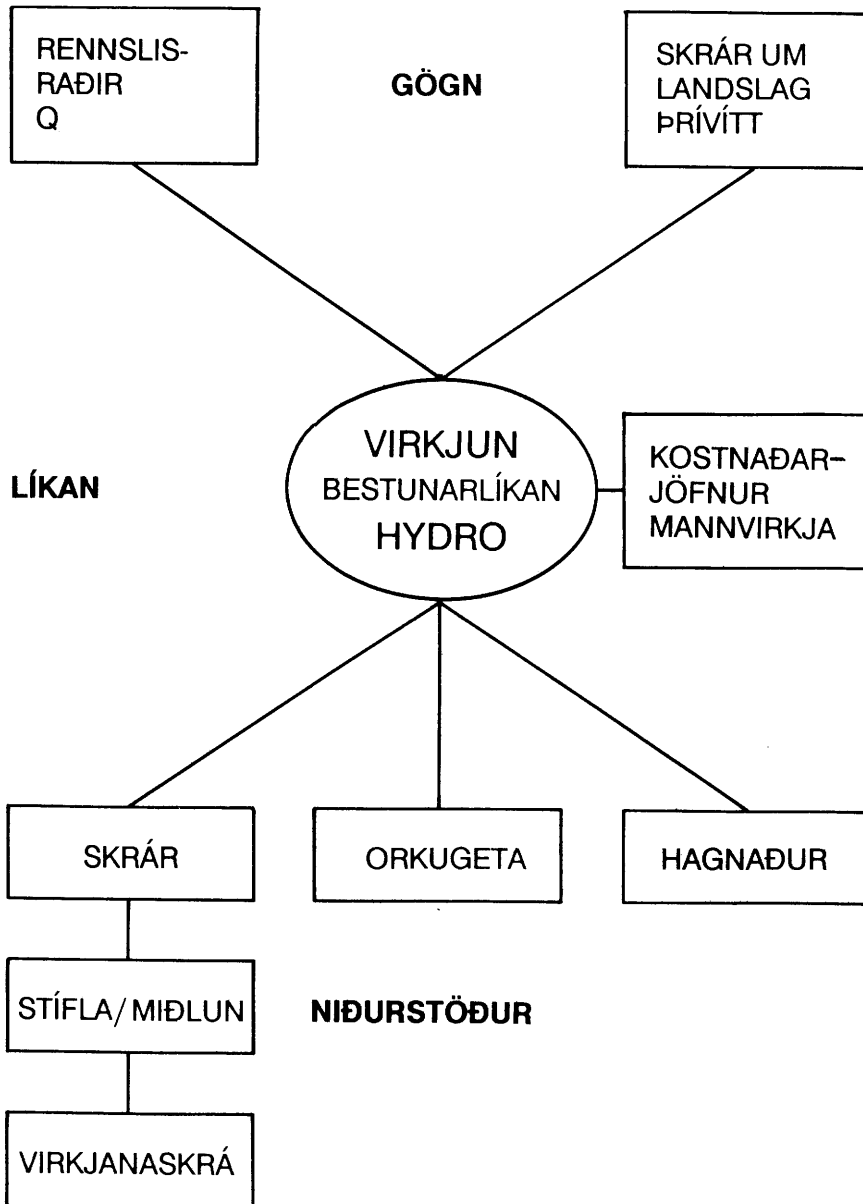 RENNSLIS-
RAÐIR
Q
GÖGN
SKRÁR UM
LANDSLAG
ÞRÍVÍTT
LÍKAN
VIRKJUN
BESTUNARLÍKAN
HYDRO
KOSTNAÐAR-
JÖFNUR
MANNVIRKJA
SKRÁR
ORKUGETA
HAGNAÐUR
STÍFLA/MIÐLUN
NIÐURSTÖÐUR
VIRKJANASKRÁ